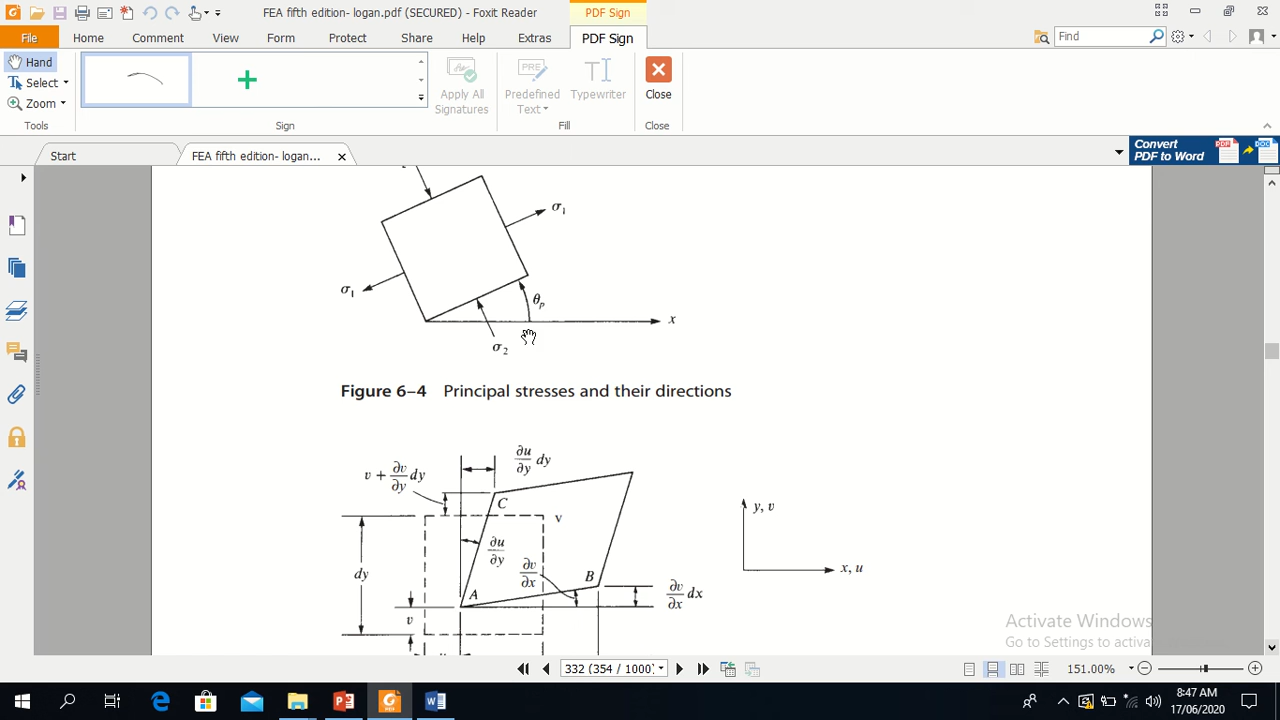 FEA fifth edition- logan.pdf (SECURED) - Foxit Reader
PDF Sign
File Home Comment View Form Protect Share Help Extras PDF Sign
Find
Hand
Select
Zoom
Tools
Sign
Apply All
Signatures
Predefined
Text
Typewriter
Fill
Close
Close
Start
FEA fifth edition- logan....
Convert
PDF to Word
σ1
σ1
θp
x
σ2
Figure 6–4 Principal stresses and their directions
∂u/∂y dy
v + ∂v/∂y dy
C
v
y, v
∂u/∂y
dy
∂v/∂x
B
x, u
A
∂v/∂x dx
v
Activate Windows
Go to Settings to activa
332 (354 / 1000)
151.00%
8:47 AM
17/06/2020